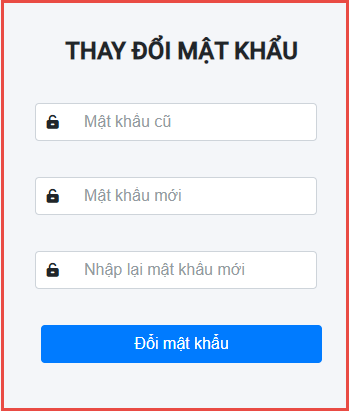 THAY ĐỔI MẬT KHẨU
Mật khẩu cũ
Mật khẩu mới
Nhập lại mật khẩu mới
Đổi mật khẩu